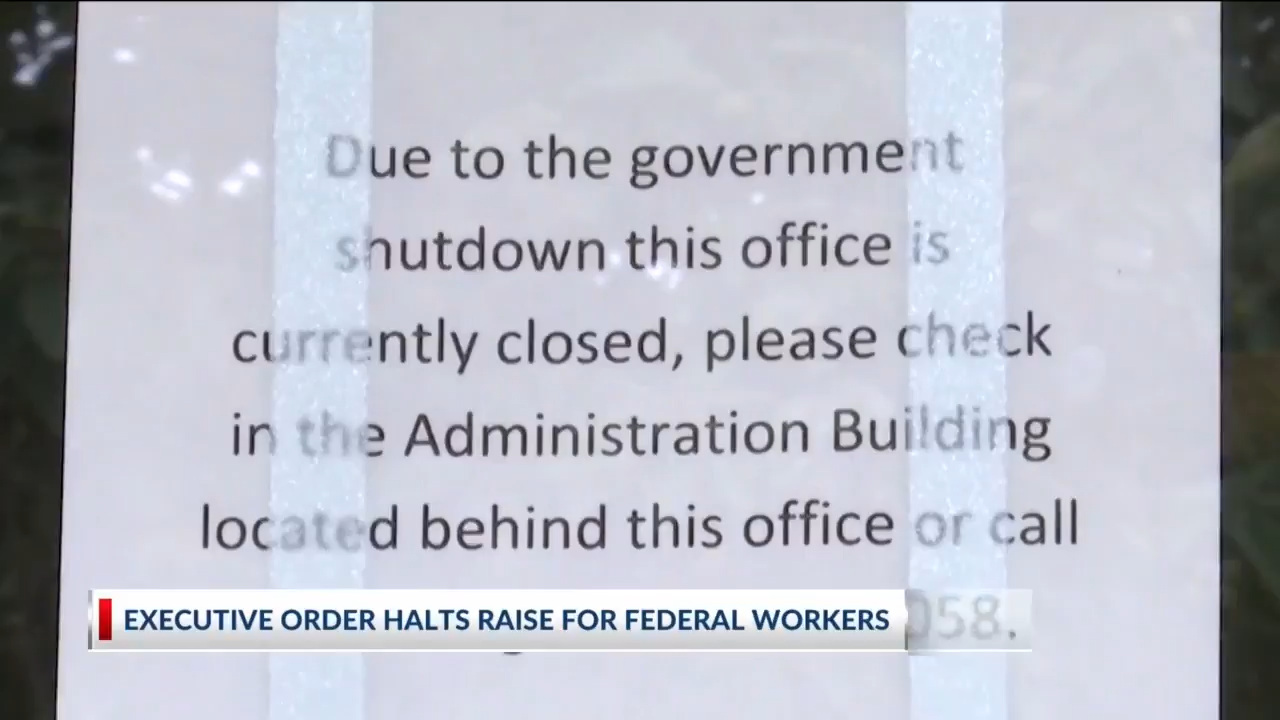 Due to the government
shutdown this office is
currently closed, please check
in the Administration Building
located behind this office or call
058.
EXECUTIVE ORDER HALTS RAISE FOR FEDERAL WORKERS